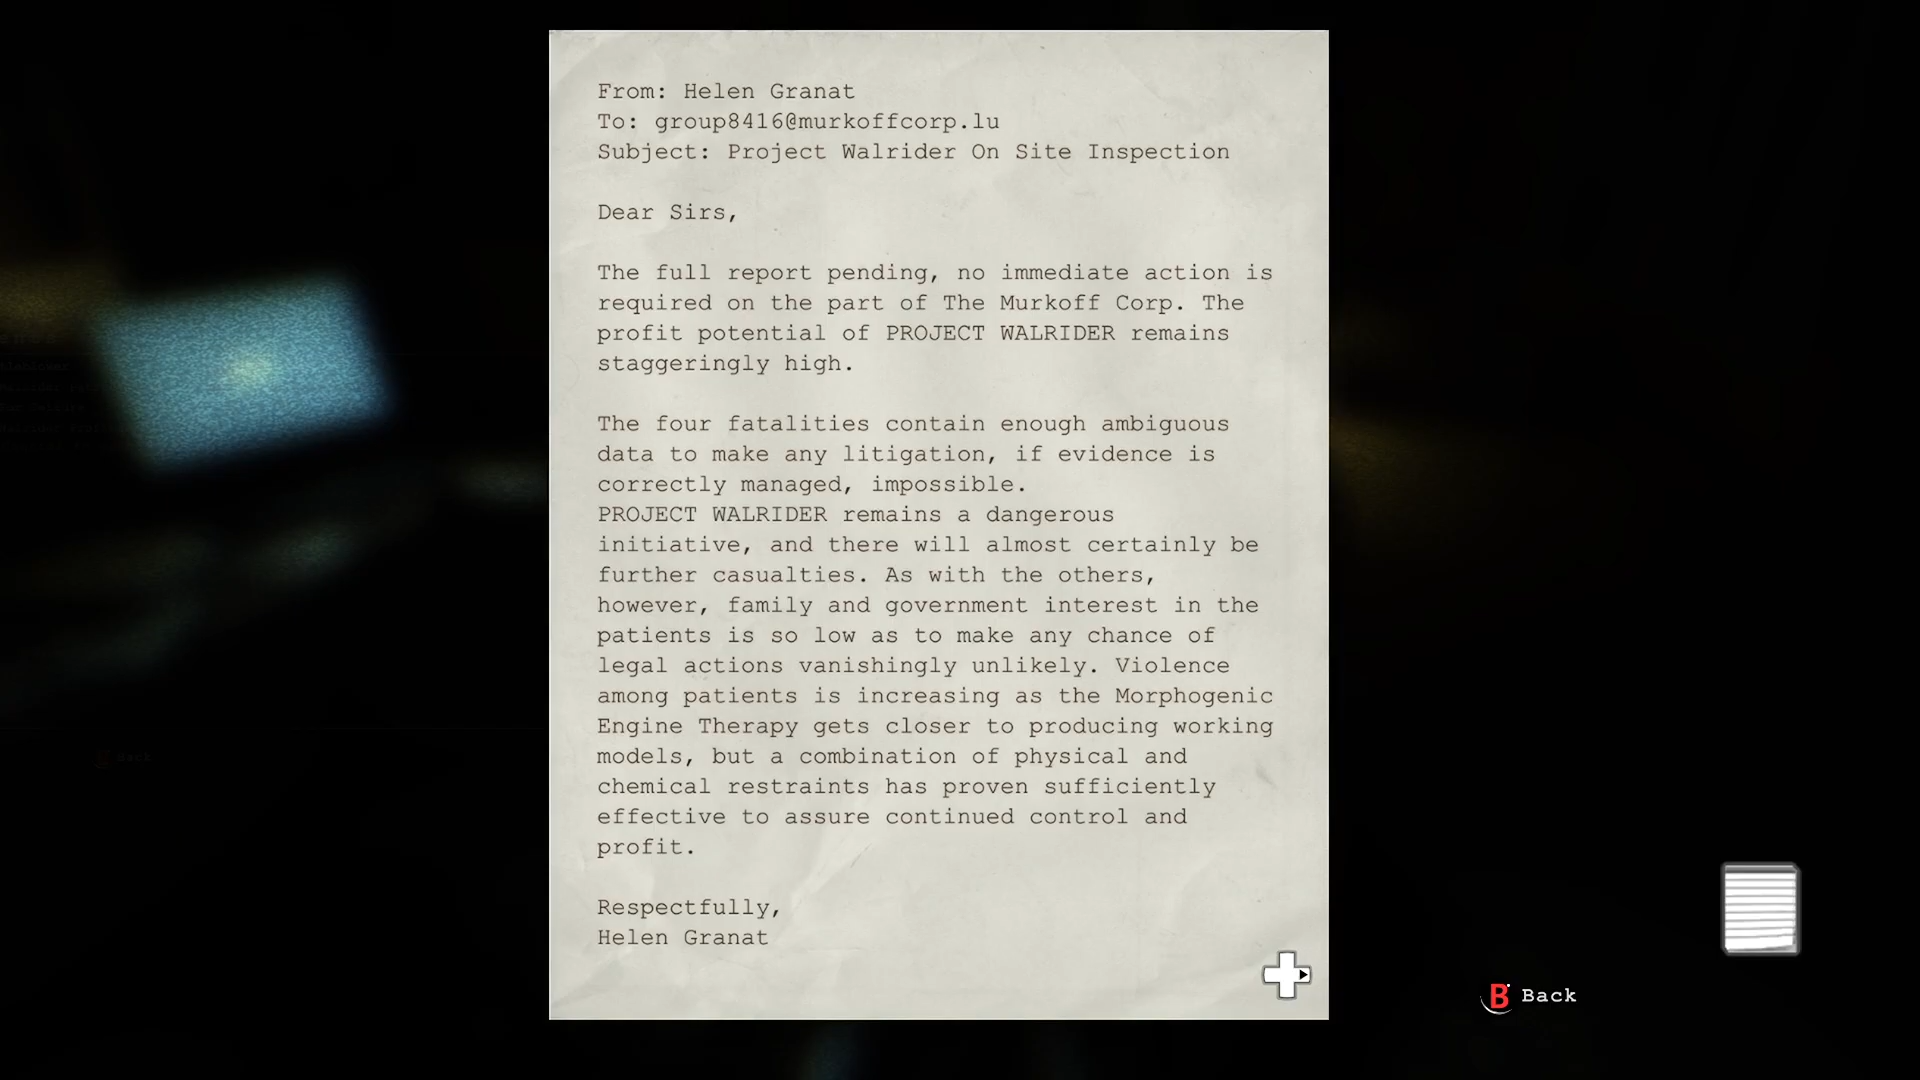 From: Helen Granat
To: group8416@murkoffcorp.lu
Subject: Project Walrider On Site Inspection
Dear Sirs,
The full report pending, no immediate action is
required on the part of The Murkoff Corp. The
profit potential of PROJECT WALRIDER remains
staggeringly high.
The four fatalities contain enough ambiguous
data to make any litigation, if evidence is
correctly managed, impossible.
PROJECT WALRIDER remains a dangerous
initiative, and there will almost certainly be
further casualties. As with the others,
however, family and government interest in the
patients is so low as to make any chance of
legal actions vanishingly unlikely. Violence
among patients is increasing as the Morphogenic
Engine Therapy gets closer to producing working
models, but a combination of physical and
chemical restraints has proven sufficiently
effective to assure continued control and
profit.
Respectfully,
Helen Granat
B Back